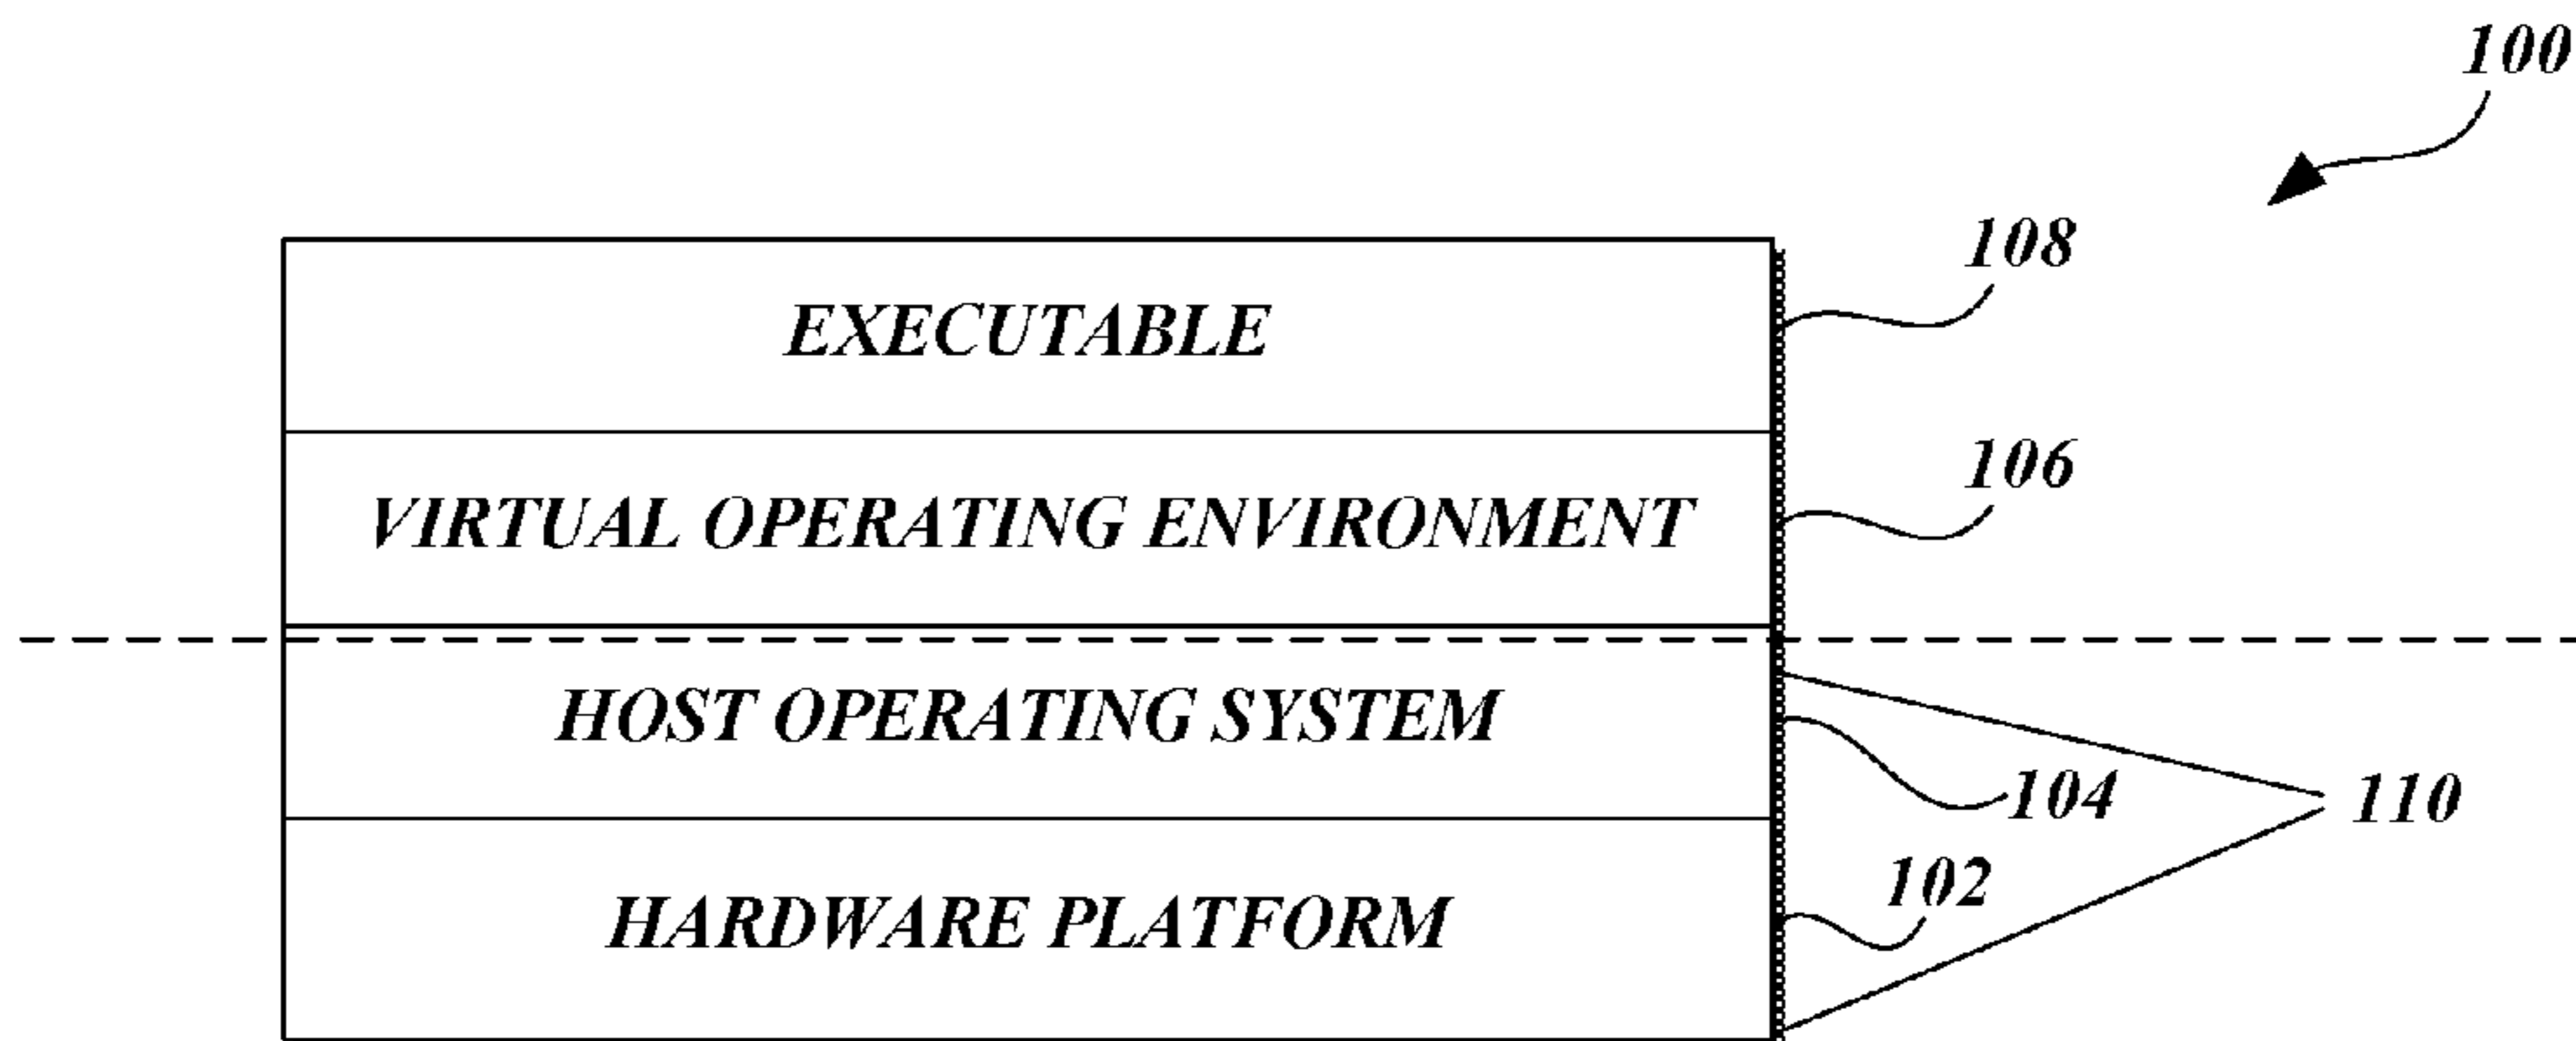 100
108
EXECUTABLE
106
VIRTUAL OPERATING ENVIRONMENT
HOST OPERATING SYSTEM
104
110
102
HARDWARE PLATFORM